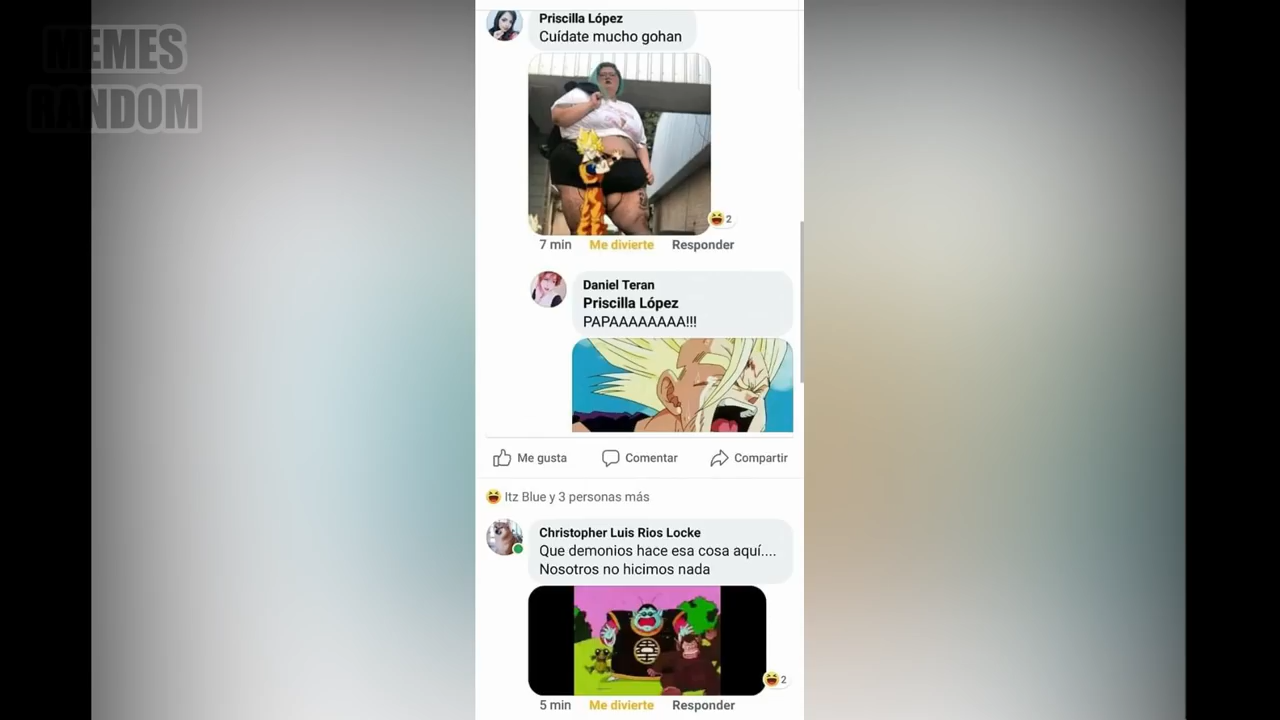 MEMES
RANDOM
Priscilla López
Cuídate mucho gohan
2
7 min Me divierte Responder
Daniel Teran
Priscilla López
PAPAAAAAAAA!!!
Me gusta Comentar Compartir
Itz Blue y 3 personas más
Christopher Luis Rios Locke
Que demonios hace esa cosa aquí....
Nosotros no hicimos nada
2
5 min Me divierte Responder